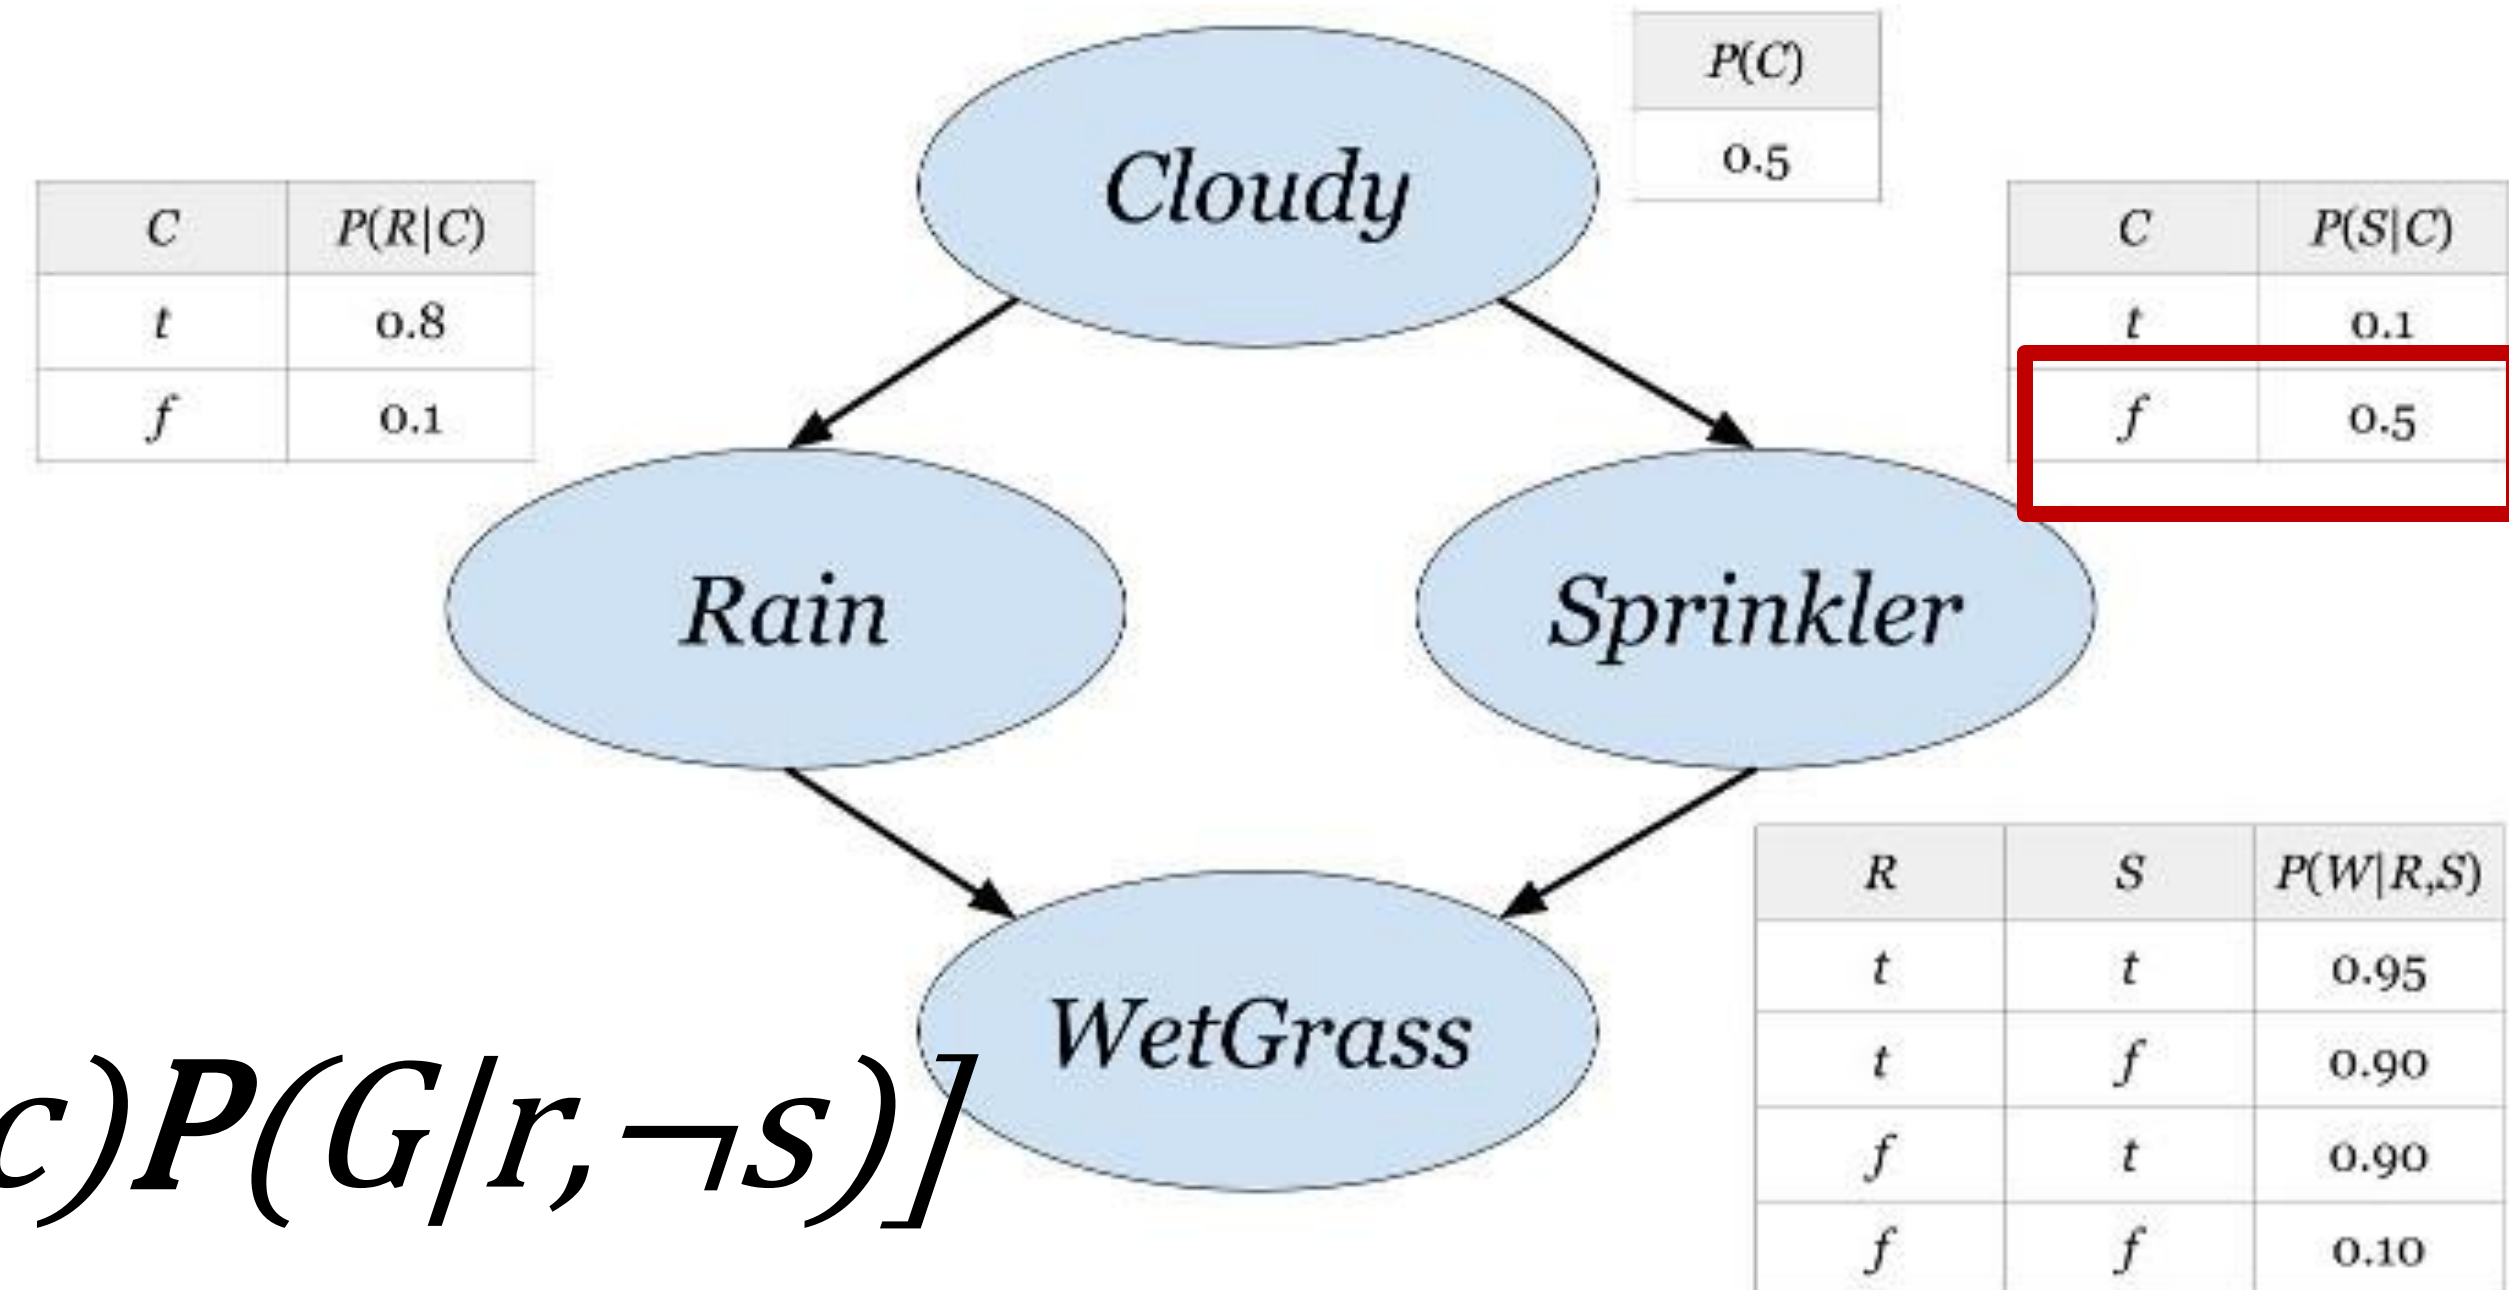 P(C)
0.5
Cloudy
C P(R|C)
t 0.8
f 0.1
C P(S|C)
t 0.1
f 0.5
Rain
Sprinkler
R S P(W|R,S)
t t 0.95
t f 0.90
f t 0.90
f f 0.10
WetGrass
c)P(G|r,¬s)]